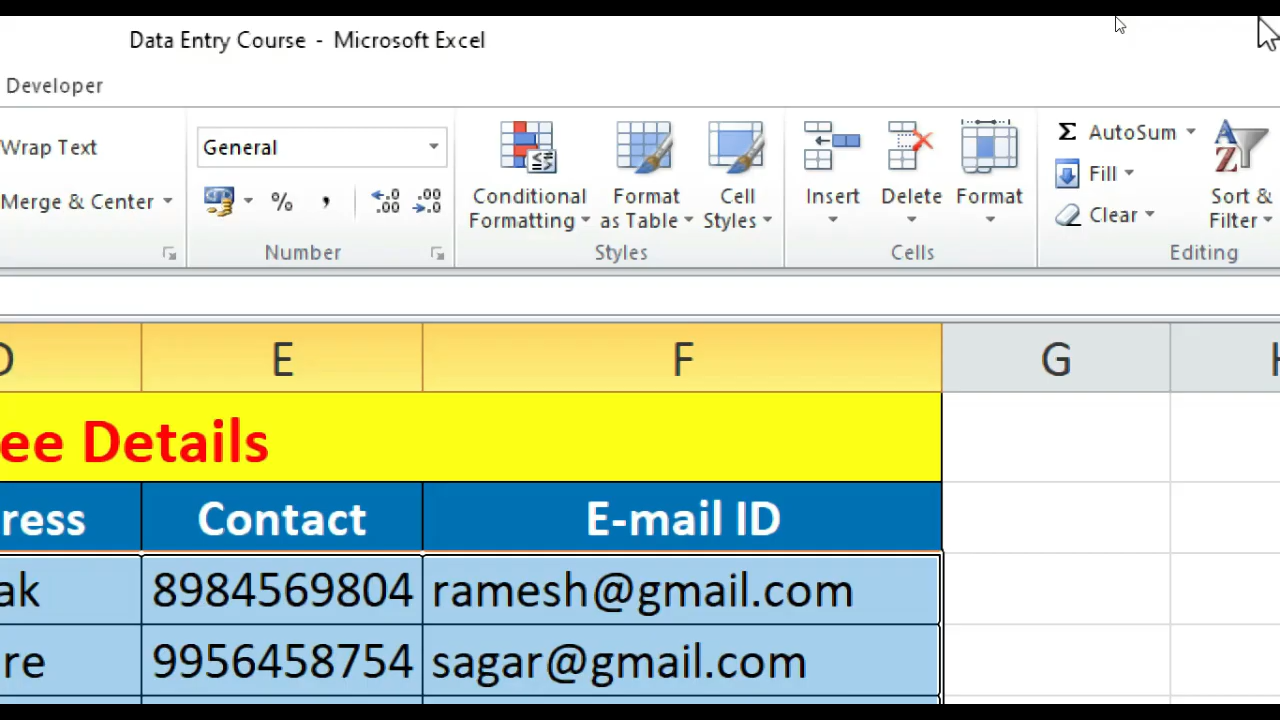 Data Entry Course - Microsoft Excel
Developer
Wrap Text
General
AutoSum
Fill
Merge & Center
%
,
Conditional Formatting
Format as Table
Cell Styles
Insert
Delete
Format
Clear
Sort & Filter
Number
Styles
Cells
Editing
D E F G H
ee Details
ress Contact E-mail ID
ak 8984569804 ramesh@gmail.com
re 9956458754 sagar@gmail.com